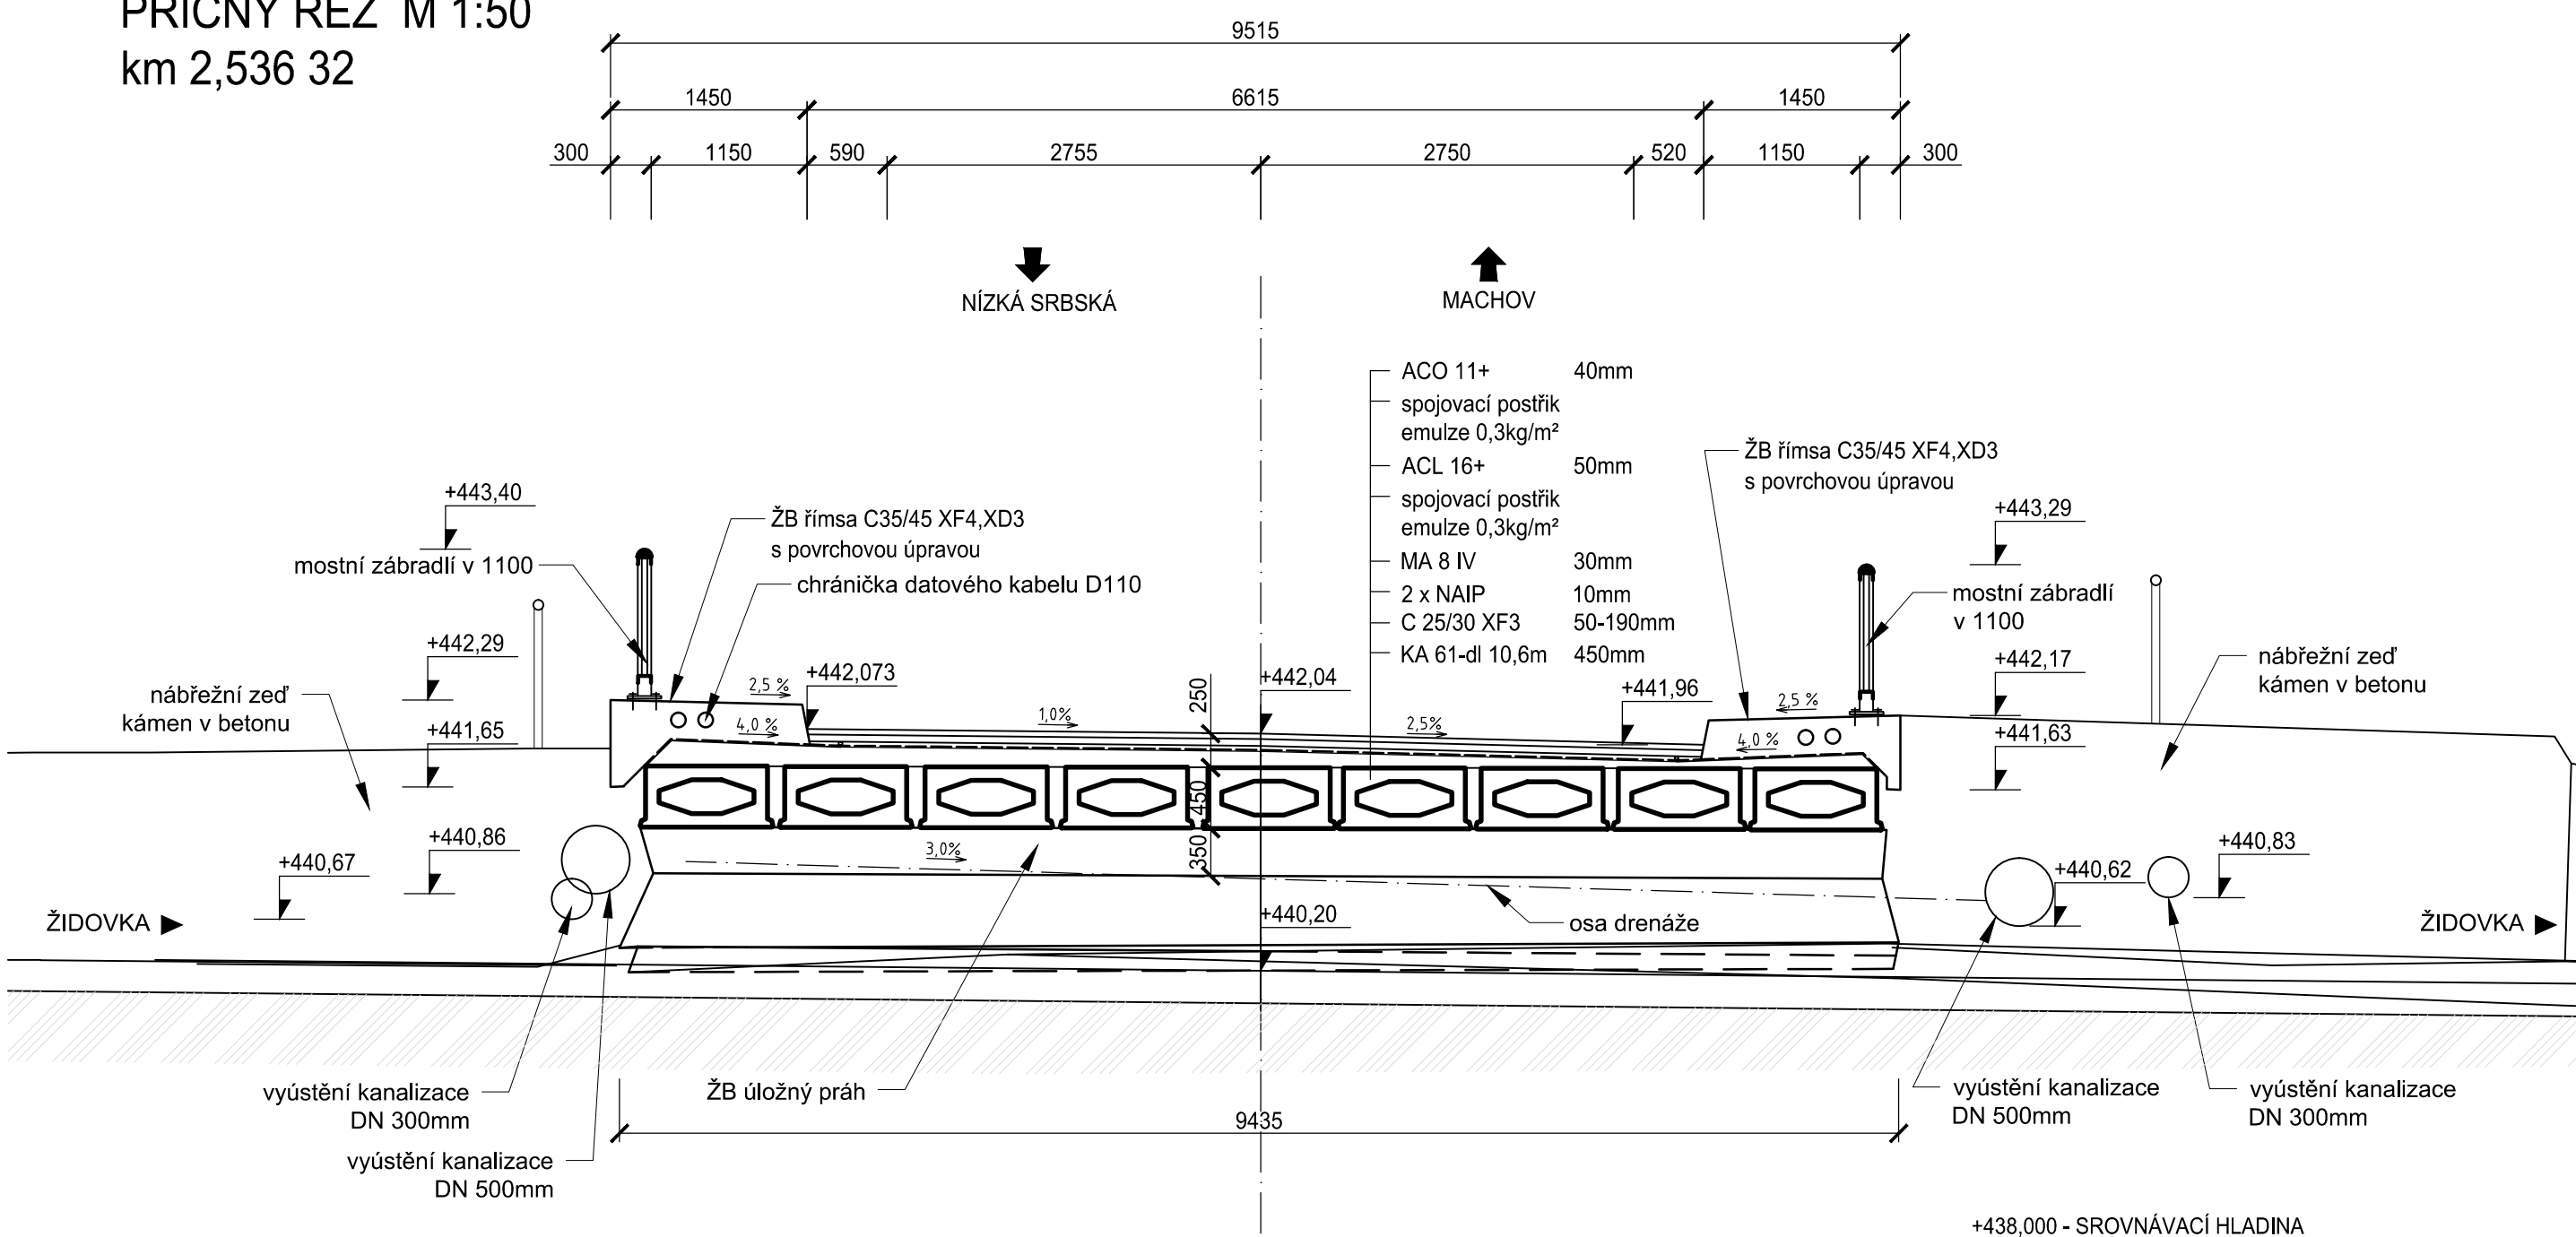 PŘÍČNÝ ŘEZ M 1:50
km 2,536 32
9515
1450
6615
1450
300
1150
590
2755
2750
520
1150
300
NÍZKÁ SRBSKÁ
MACHOV
ACO 11+ 40mm
spojovací postřik
emulze 0,3kg/m²
ACL 16+ 50mm
spojovací postřik
emulze 0,3kg/m²
MA 8 IV 30mm
2 x NAIP 10mm
C 25/30 XF3 50-190mm
KA 61-dl 10,6m 450mm
ŽB římsa C35/45 XF4,XD3
s povrchovou úpravou
+443,40
ŽB římsa C35/45 XF4,XD3
s povrchovou úpravou
mostní zábradlí v 1100
chránička datového kabelu D110
+443,29
mostní zábradlí
v 1100
+442,29
+442,073
+442,04
+441,96
+442,17
nábřežní zeď
kámen v betonu
nábřežní zeď
kámen v betonu
2,5 %
4,0 %
1,0%
250
2,5%
2,5 %
4,0 %
+441,65
+441,63
450
350
3,0%
+440,86
+440,67
+440,83
+440,62
ŽIDOVKA
+440,20
osa drenáže
ŽIDOVKA
vyústění kanalizace
DN 300mm
ŽB úložný práh
vyústění kanalizace
DN 500mm
vyústění kanalizace
DN 300mm
9435
vyústění kanalizace
DN 500mm
+438,000 - SROVNÁVACÍ HLADINA